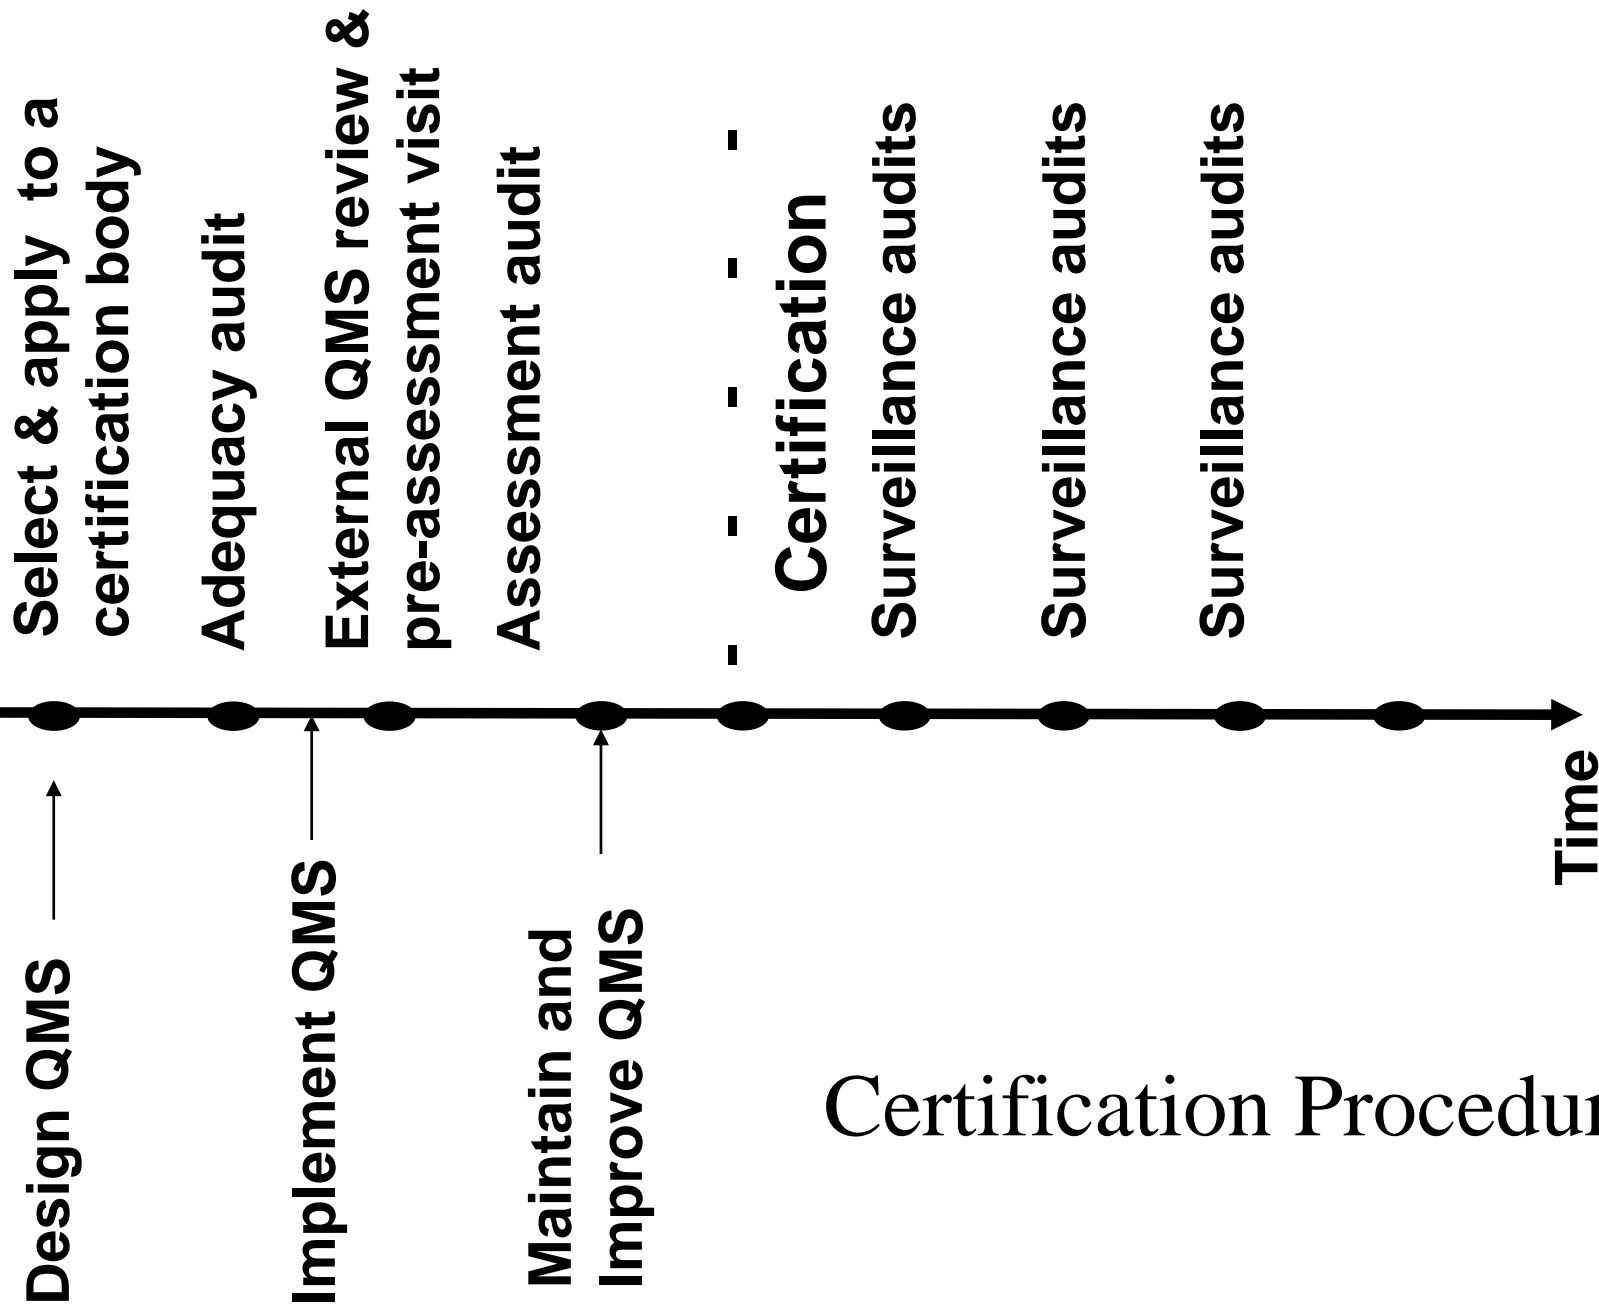 Select & apply to a
certification body
Adequacy audit
External QMS review &
pre-assessment visit
Assessment audit
Certification
Surveillance audits
Surveillance audits
Surveillance audits
Time
Design QMS
Implement QMS
Maintain and
Improve QMS
Certification